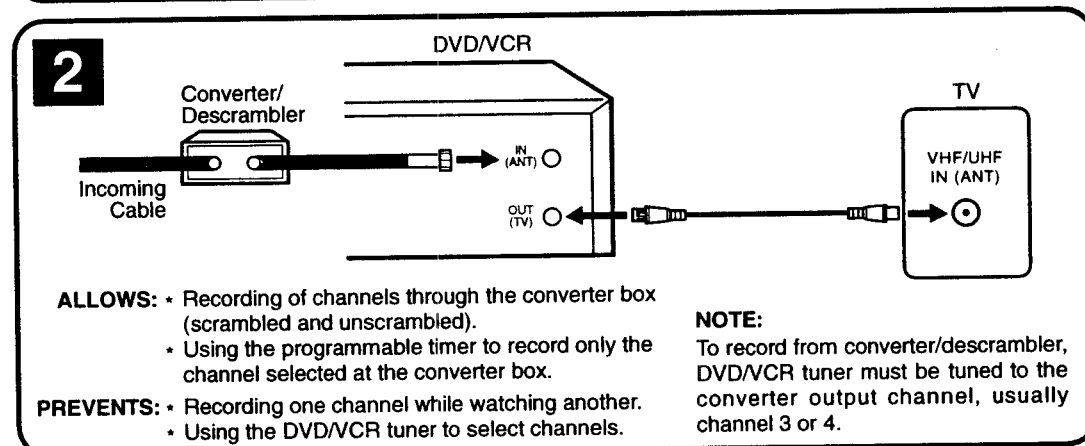 2
DVD/VCR
Converter/
Descrambler
Incoming
Cable
IN
(ANT)
OUT
(TV)
TV
VHF/UHF
IN (ANT)
ALLOWS: * Recording of channels through the converter box
(scrambled and unscrambled).
* Using the programmable timer to record only the
channel selected at the converter box.
PREVENTS: * Recording one channel while watching another.
* Using the DVD/VCR tuner to select channels.
NOTE:
To record from converter/descrambler,
DVD/VCR tuner must be tuned to the
converter output channel, usually
channel 3 or 4.